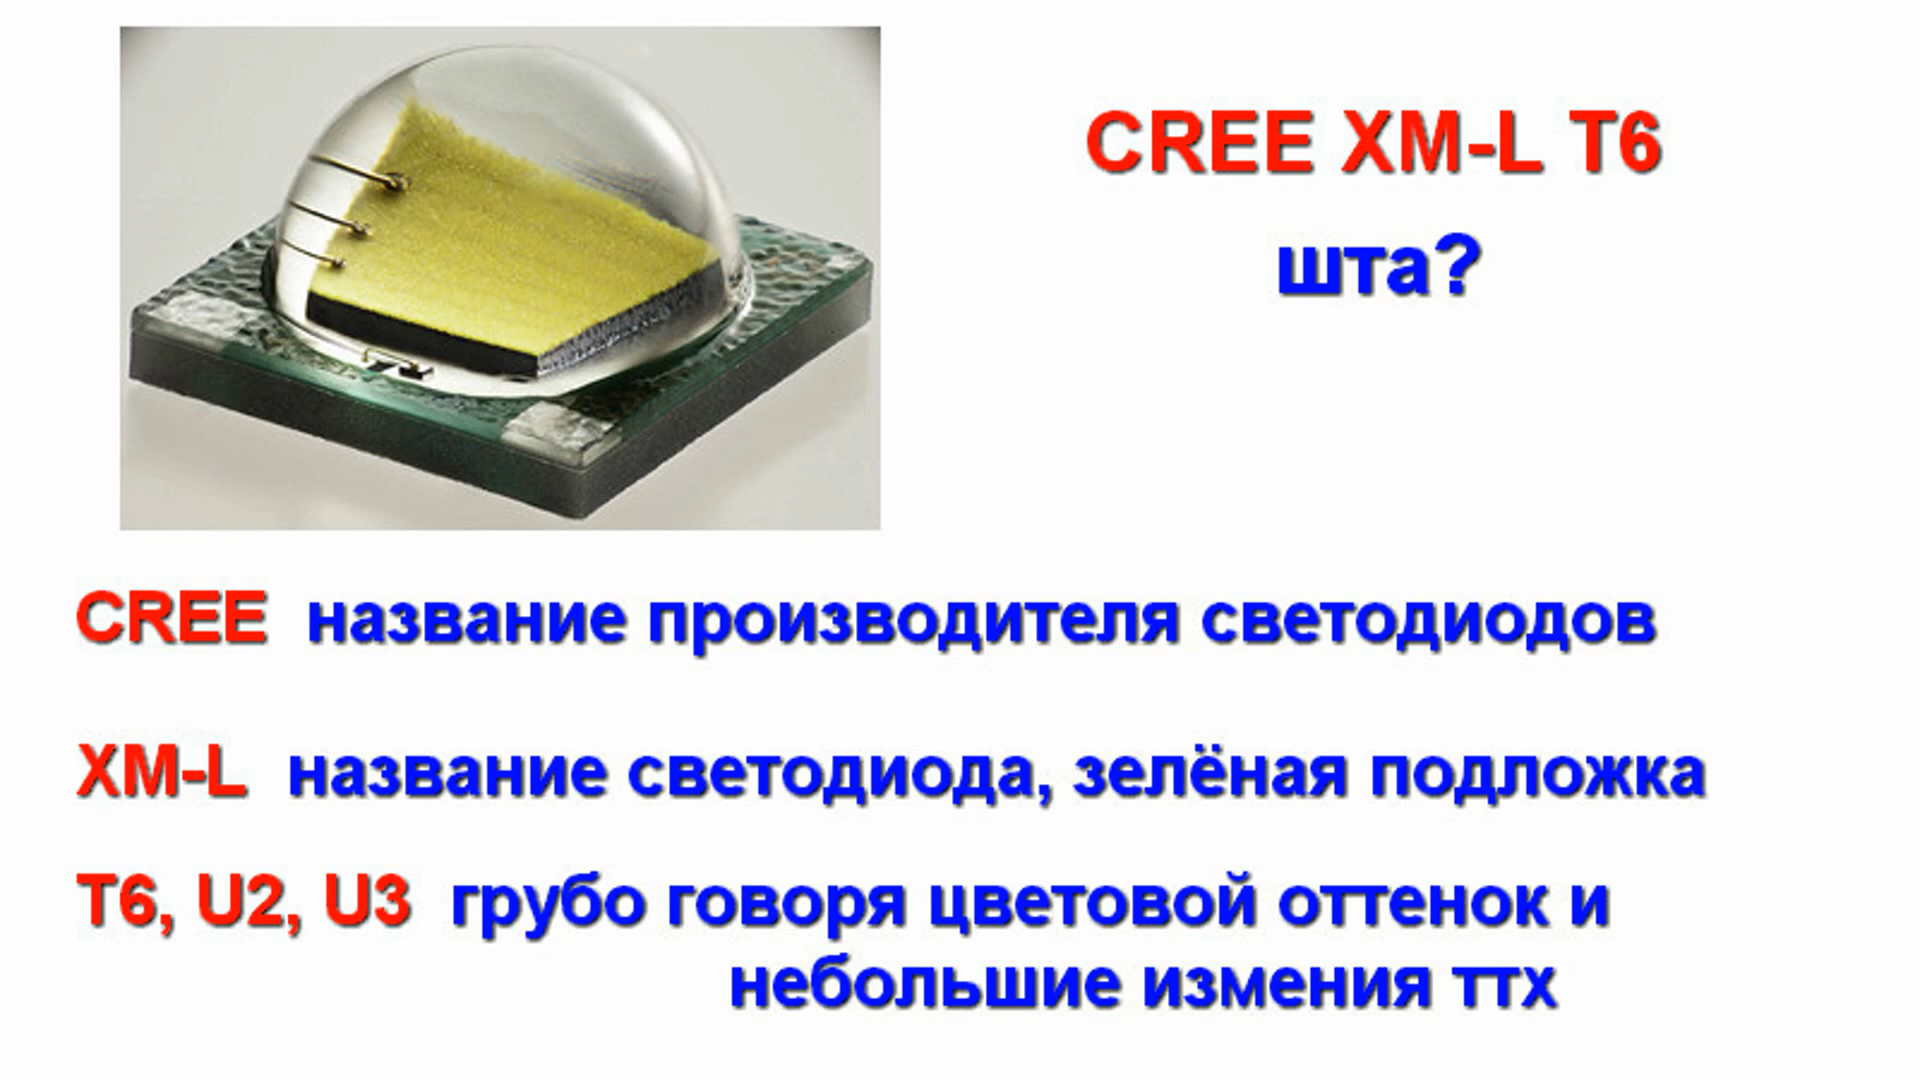 CREE XM-L T6
шта?
CREE название производителя светодиодов
XM-L название светодиода, зелёная подложка
T6, U2, U3 грубо говоря цветовой оттенок и
небольшие измения ттх